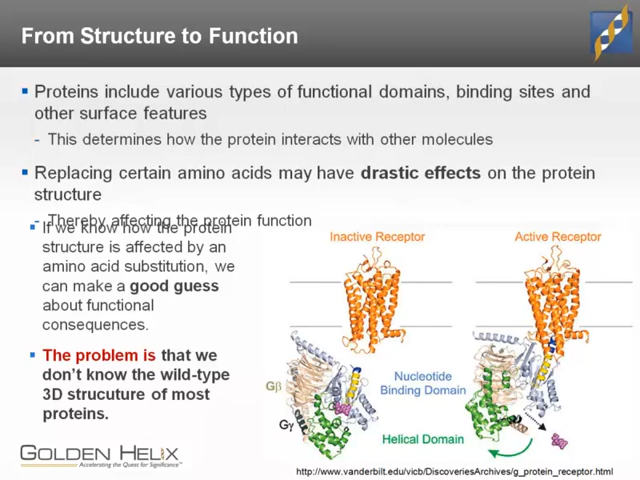 From Structure to Function
Proteins include various types of functional domains, binding sites and
other surface features
- This determines how the protein interacts with other molecules
Replacing certain amino acids may have drastic effects on the protein
structure
- Thereby affecting the protein function
If we know how the protein
structure is affected by an
amino acid substitution, we
can make a good guess
about functional
consequences.
The problem is that we
don't know the wild-type
3D strucuture of most
proteins.
Inactive Receptor
Active Receptor
Nucleotide
Binding Domain
Gβ
Gγ
Helical Domain
GOLDEN HELIX
Accelerating the Quest for Significance™
http://www.vanderbilt.edu/vicb/DiscoveriesArchives/g_protein_receptor.html